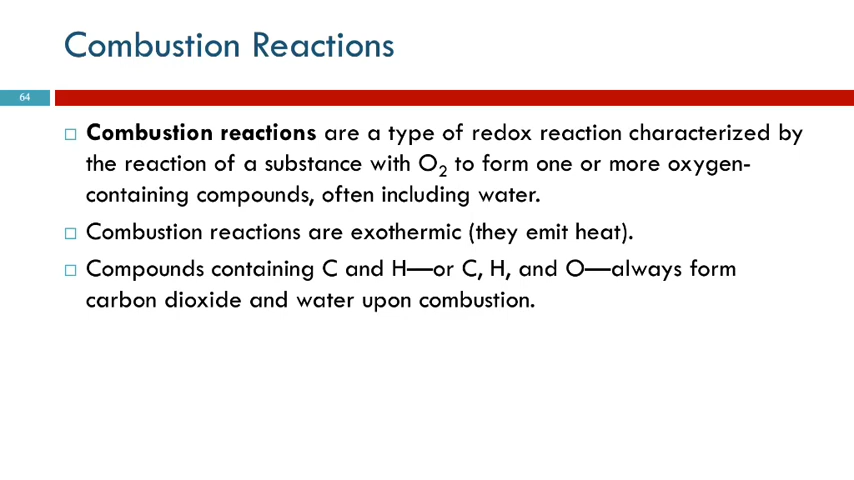 Combustion Reactions
64
□ Combustion reactions are a type of redox reaction characterized by
the reaction of a substance with O₂ to form one or more oxygen-
containing compounds, often including water.
□ Combustion reactions are exothermic (they emit heat).
□ Compounds containing C and H—or C, H, and O—always form
carbon dioxide and water upon combustion.